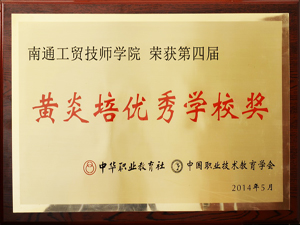 南通工贸技师学院 荣获第四届
黄炎培优秀学校奖
中华职业教育社 中国职业技术教育学会
2014年5月